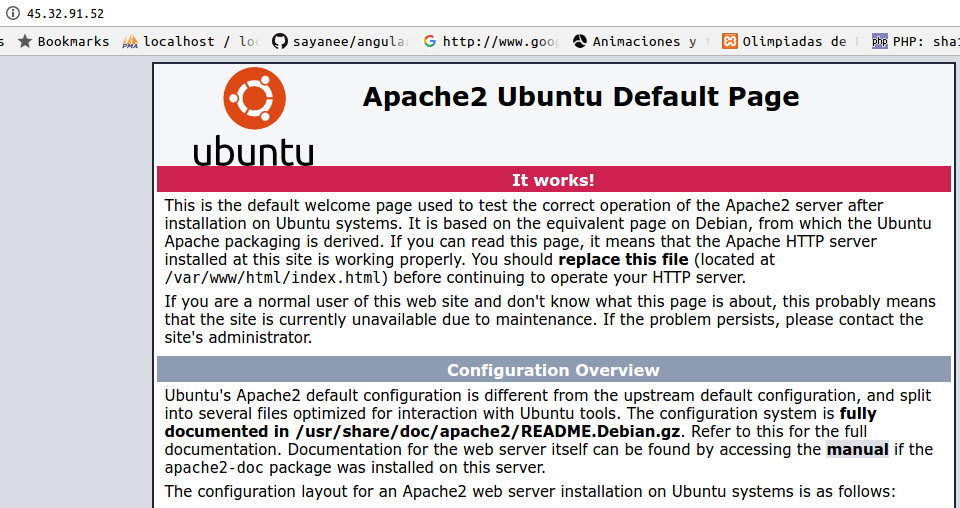 45.32.91.52
s Bookmarks localhost / loc sayanee/angular http://www.goog Animaciones y Olimpiadas de php PHP: sha1
ubuntu
Apache2 Ubuntu Default Page
It works!
This is the default welcome page used to test the correct operation of the Apache2 server after
installation on Ubuntu systems. It is based on the equivalent page on Debian, from which the Ubuntu
Apache packaging is derived. If you can read this page, it means that the Apache HTTP server
installed at this site is working properly. You should replace this file (located at
/var/www/html/index.html) before continuing to operate your HTTP server.
If you are a normal user of this web site and don't know what this page is about, this probably means
that the site is currently unavailable due to maintenance. If the problem persists, please contact the
site's administrator.
Configuration Overview
Ubuntu's Apache2 default configuration is different from the upstream default configuration, and split
into several files optimized for interaction with Ubuntu tools. The configuration system is fully
documented in /usr/share/doc/apache2/README.Debian.gz. Refer to this for the full
documentation. Documentation for the web server itself can be found by accessing the manual if the
apache2-doc package was installed on this server.
The configuration layout for an Apache2 web server installation on Ubuntu systems is as follows: